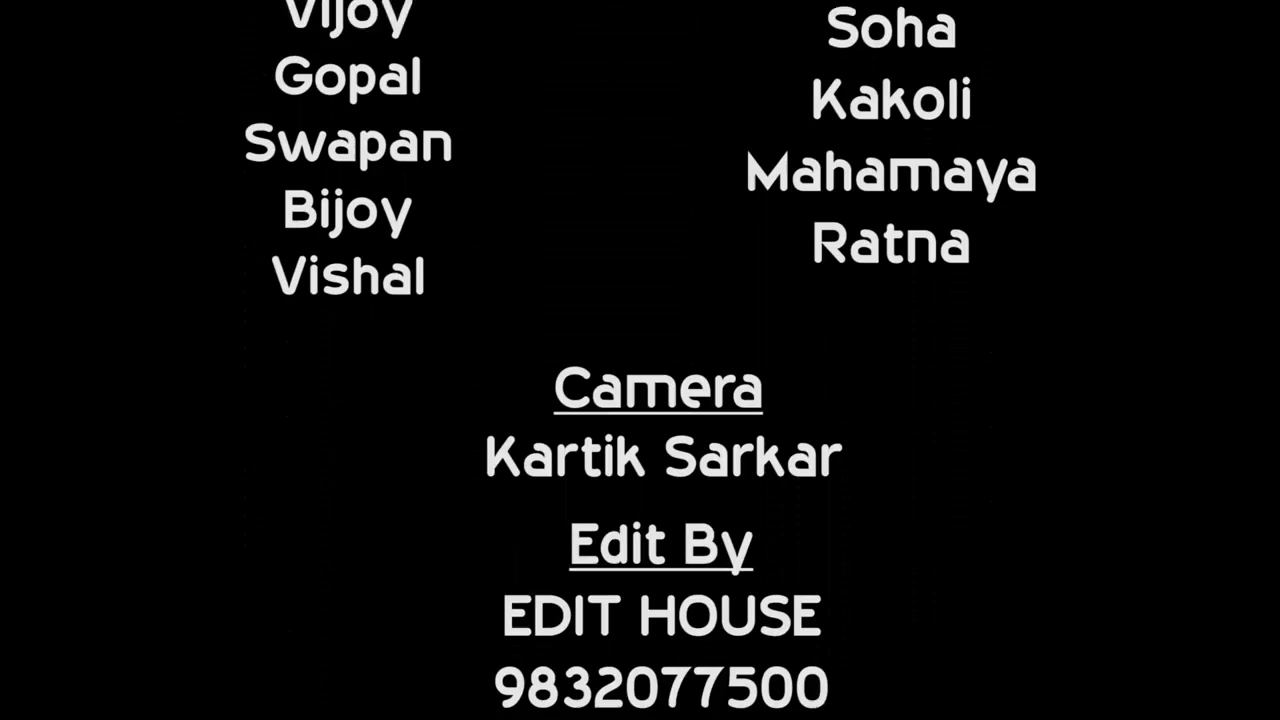 Vijoy
Gopal
Swapan
Bijoy
Vishal
Soha
Kakoli
Mahamaya
Ratna
Camera
Kartik Sarkar
Edit By
EDIT HOUSE
9832077500